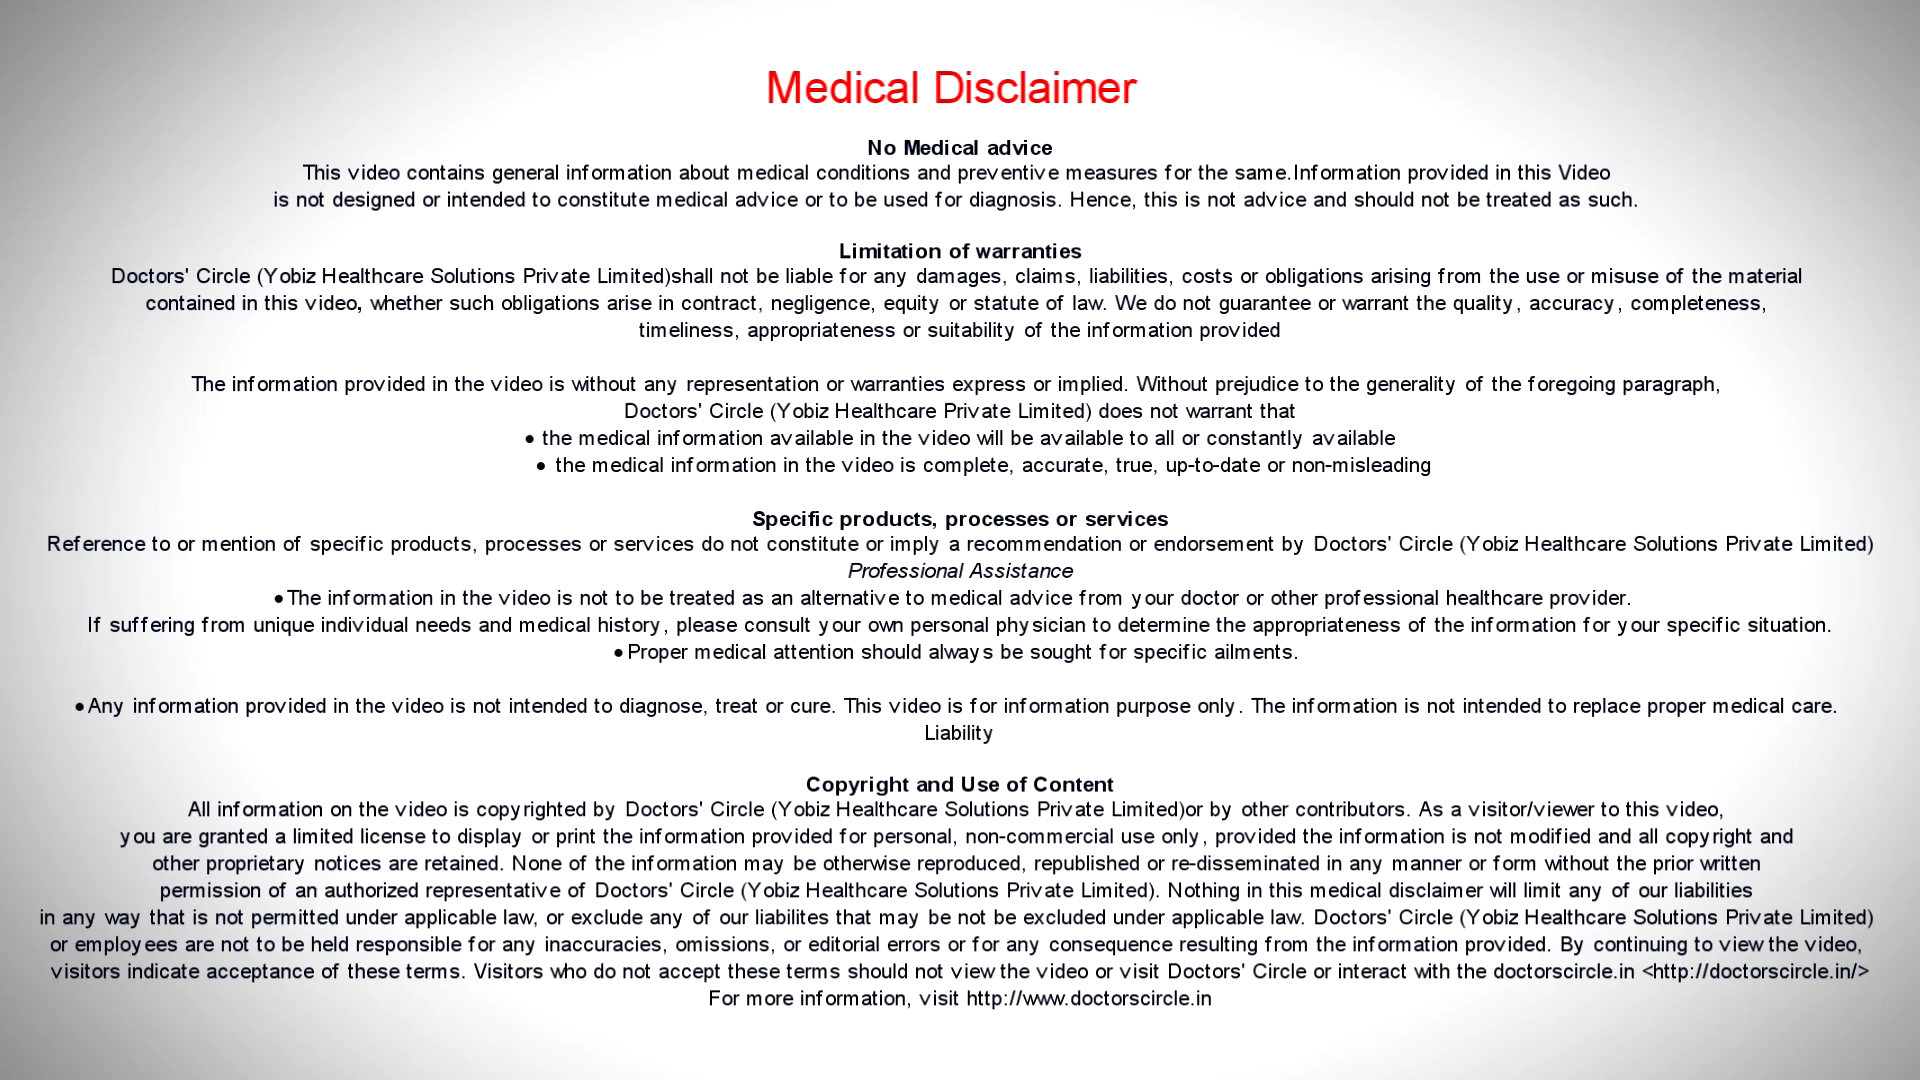 Medical Disclaimer
No Medical advice
This video contains general information about medical conditions and preventive measures for the same.Information provided in this Video
is not designed or intended to constitute medical advice or to be used for diagnosis. Hence, this is not advice and should not be treated as such.
Limitation of warranties
Doctors' Circle (Yobiz Healthcare Solutions Private Limited)shall not be liable for any damages, claims, liabilities, costs or obligations arising from the use or misuse of the material
contained in this video, whether such obligations arise in contract, negligence, equity or statute of law. We do not guarantee or warrant the quality, accuracy, completeness,
timeliness, appropriateness or suitability of the information provided
The information provided in the video is without any representation or warranties express or implied. Without prejudice to the generality of the foregoing paragraph,
Doctors' Circle (Yobiz Healthcare Private Limited) does not warrant that
• the medical information available in the video will be available to all or constantly available
• the medical information in the video is complete, accurate, true, up-to-date or non-misleading
Specific products, processes or services
Reference to or mention of specific products, processes or services do not constitute or imply a recommendation or endorsement by Doctors' Circle (Yobiz Healthcare Solutions Private Limited)
Professional Assistance
•The information in the video is not to be treated as an alternative to medical advice from your doctor or other professional healthcare provider.
If suffering from unique individual needs and medical history, please consult your own personal physician to determine the appropriateness of the information for your specific situation.
•Proper medical attention should always be sought for specific ailments.
•Any information provided in the video is not intended to diagnose, treat or cure. This video is for information purpose only. The information is not intended to replace proper medical care.
Liability
Copyright and Use of Content
All information on the video is copyrighted by Doctors' Circle (Yobiz Healthcare Solutions Private Limited)or by other contributors. As a visitor/viewer to this video,
you are granted a limited license to display or print the information provided for personal, non-commercial use only, provided the information is not modified and all copyright and
other proprietary notices are retained. None of the information may be otherwise reproduced, republished or re-disseminated in any manner or form without the prior written
permission of an authorized representative of Doctors' Circle (Yobiz Healthcare Solutions Private Limited). Nothing in this medical disclaimer will limit any of our liabilities
in any way that is not permitted under applicable law, or exclude any of our liabilites that may be not be excluded under applicable law. Doctors' Circle (Yobiz Healthcare Solutions Private Limited)
or employees are not to be held responsible for any inaccuracies, omissions, or editorial errors or for any consequence resulting from the information provided. By continuing to view the video,
visitors indicate acceptance of these terms. Visitors who do not accept these terms should not view the video or visit Doctors' Circle or interact with the doctorscircle.in <http://doctorscircle.in/>
For more information, visit http://www.doctorscircle.in